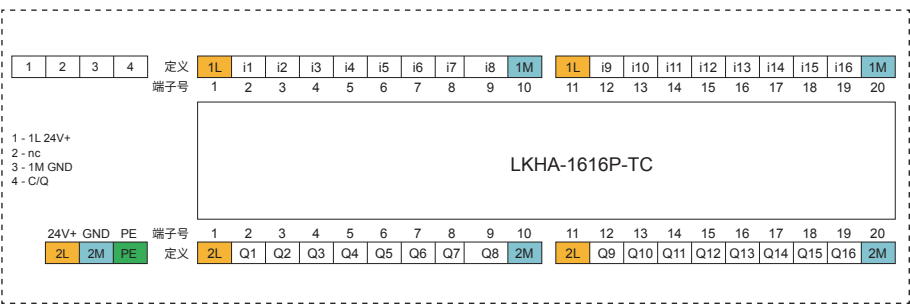 1 2 3 4 定义 1L i1 i2 i3 i4 i5 i6 i7 i8 1M 1L i9 i10 i11 i12 i13 i14 i15 i16 1M
端子号 1 2 3 4 5 6 7 8 9 10 11 12 13 14 15 16 17 18 19 20
1 - 1L 24V+
2 - nc
3 - 1M GND
4 - C/Q
LKHA-1616P-TC
24V+ GND PE 端子号 1 2 3 4 5 6 7 8 9 10 11 12 13 14 15 16 17 18 19 20
2L 2M PE 定义 2L Q1 Q2 Q3 Q4 Q5 Q6 Q7 Q8 2M 2L Q9 Q10 Q11 Q12 Q13 Q14 Q15 Q16 2M